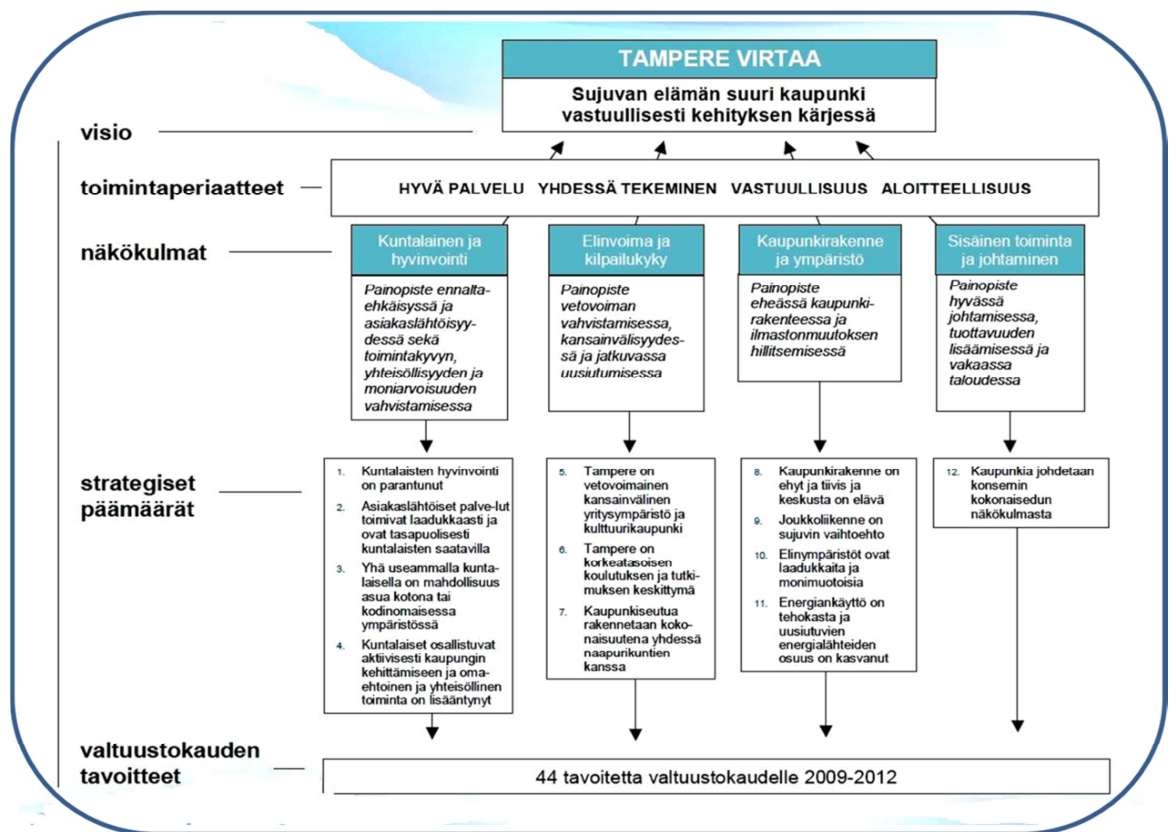 TAMPERE VIRTAA
Sujuvan elämän suuri kaupunki
vastuullisesti kehityksen kärjessä
visio
toimintaperiaatteet
HYVÄ PALVELU YHDESSÄ TEKEMINEN VASTUULLISUUS ALOITTEELLISUUS
näkökulmat
Kuntalainen ja
hyvinvointi
Painopiste ennalta-
ehkäisyssä ja
asiakaslähtöisyy-
dessä sekä
toimintakyvyn,
yhteisöllisyyden ja
moniarvoisuuden
vahvistamisessa
Elinvoima ja
kilpailukyky
Painopiste
vetovoiman
vahvistamisessa,
kansainvälisyydes-
sä ja jatkuvassa
uusiutumisessa
Kaupunkirakenne
ja ympäristö
Painopiste
eheässä kaupunki-
rakenteessa ja
ilmastonmuutoksen
hillitsemisessä
Sisäinen toiminta
ja johtaminen
Painopiste
hyvässä
johtamisessa,
tuottavuuden
lisäämisessä ja
vakaassa
taloudessa
strategiset
päämäärät
1. Kuntalaisten hyvinvointi
on parantunut
2. Asiakaslähtöiset palve-lut
toimivat laadukkaasti ja
ovat tasapuolisesti
kuntalaisten saatavilla
3. Yhä useammalla kunta-
laisella on mahdollisuus
asua kotona tai
kodinomaisessa
ympäristössä
4. Kuntalaiset osallistuvat
aktiivisesti kaupungin
kehittämiseen ja oma-
ehtoinen ja yhteisöllinen
toiminta on lisääntynyt
5. Tampere on
vetovoimainen
kansainvälinen
yritysympäristö ja
kulttuurikaupunki
6. Tampere on
korkeatasoisen
koulutuksen ja tutki-
muksen keskittymä
7. Kaupunkiseutua
rakennetaan koko-
naisuutena yhdessä
naapurikuntien
kanssa
8. Kaupunkirakenne on
ehyt ja tiivis ja
keskusta on elävä
9. Joukkoliikenne on
sujuvin vaihtoehto
10. Elinympäristöt ovat
laadukkaita ja
monimuotoisia
11. Energiankäyttö on
tehokasta ja
uusiutuvien
energialähteiden
osuus on kasvanut
12. Kaupunkia johdetaan
konsernin
kokonaisedun
näkökulmasta
valtuustokauden
tavoitteet
44 tavoitetta valtuustokaudelle 2009-2012